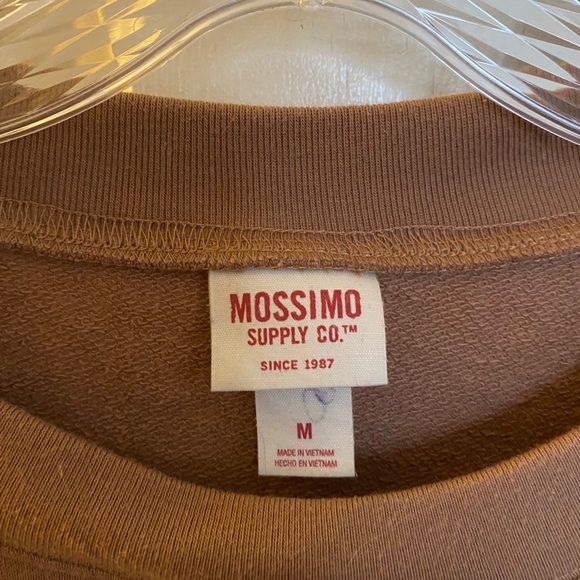 MOSSIMO
SUPPLY CO.™
SINCE 1987
M
MADE IN VIETNAM
HECHO EN VIETNAM